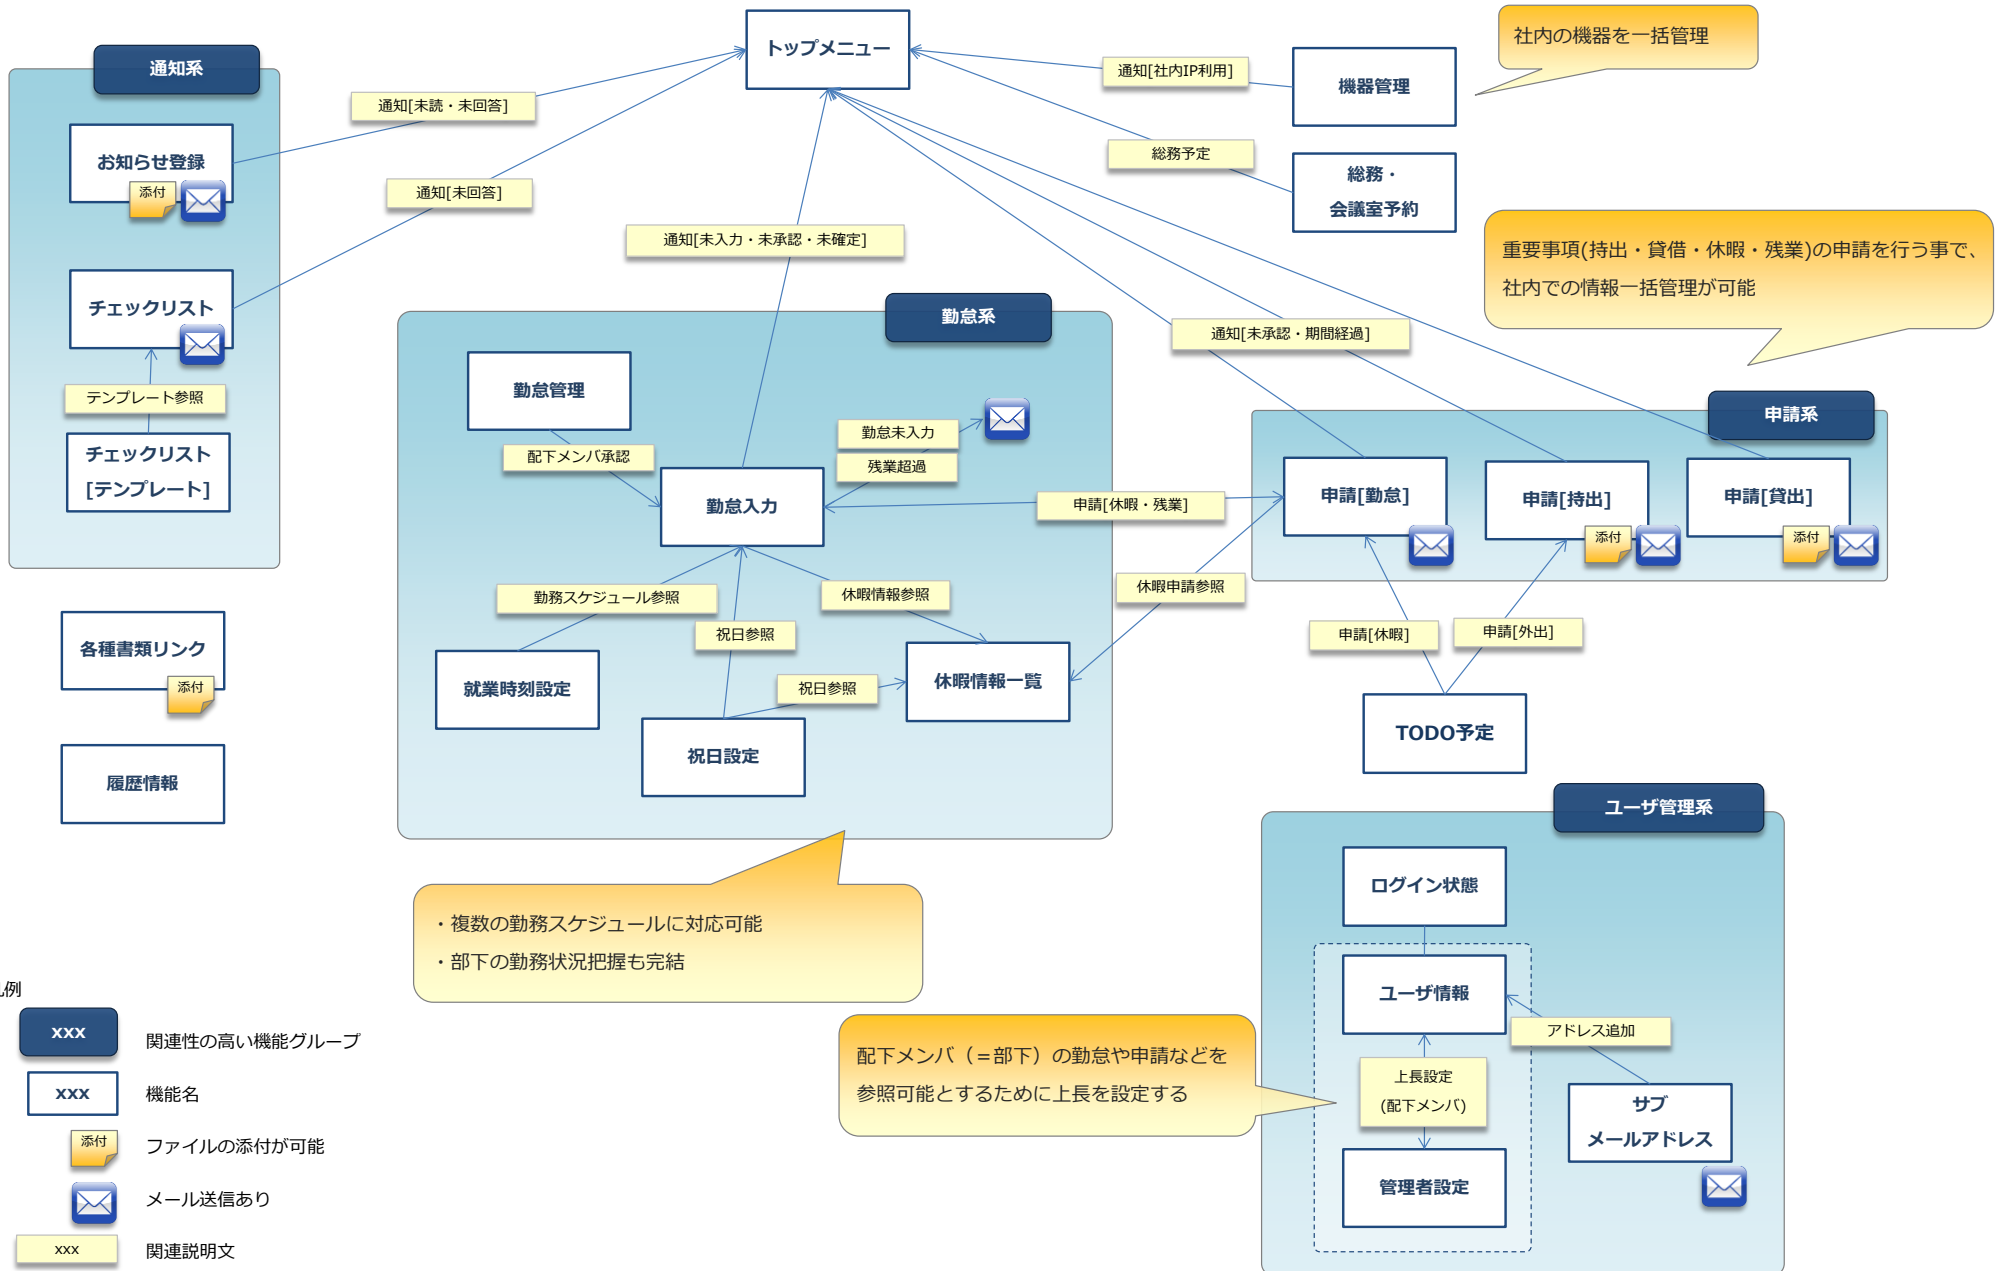 トップメニュー
社内の機器を一括管理
通知系
通知[社内IP利用]
機器管理
通知[未読・未回答]
お知らせ登録
添付
総務予定
総務・
会議室予約
通知[未回答]
通知[未入力・未承認・未確定]
重要事項(持出・貸借・休暇・残業)の申請を行う事で、
社内での情報一括管理が可能
チェックリスト
勤怠系
通知[未承認・期間経過]
テンプレート参照
チェックリスト
[テンプレート]
勤怠管理
配下メンバ承認
勤怠未入力
残業超過
勤怠入力
申請[休暇・残業]
申請系
申請[勤怠]
申請[持出]
添付
申請[貸出]
添付
勤務スケジュール参照
休暇情報参照
休暇申請参照
祝日参照
申請[休暇]
申請[外出]
各種書類リンク
添付
就業時刻設定
祝日参照
休暇情報一覧
祝日設定
TODO予定
履歴情報
ユーザ管理系
ログイン状態
・複数の勤務スケジュールに対応可能
・部下の勤務状況把握も完結
ユーザ情報
アドレス追加
配下メンバ（=部下）の勤怠や申請などを
参照可能とするために上長を設定する
上長設定
(配下メンバ)
サブ
メールアドレス
管理者設定
例
xxx
関連性の高い機能グループ
xxx
機能名
添付
ファイルの添付が可能
メール送信あり
xxx
関連説明文